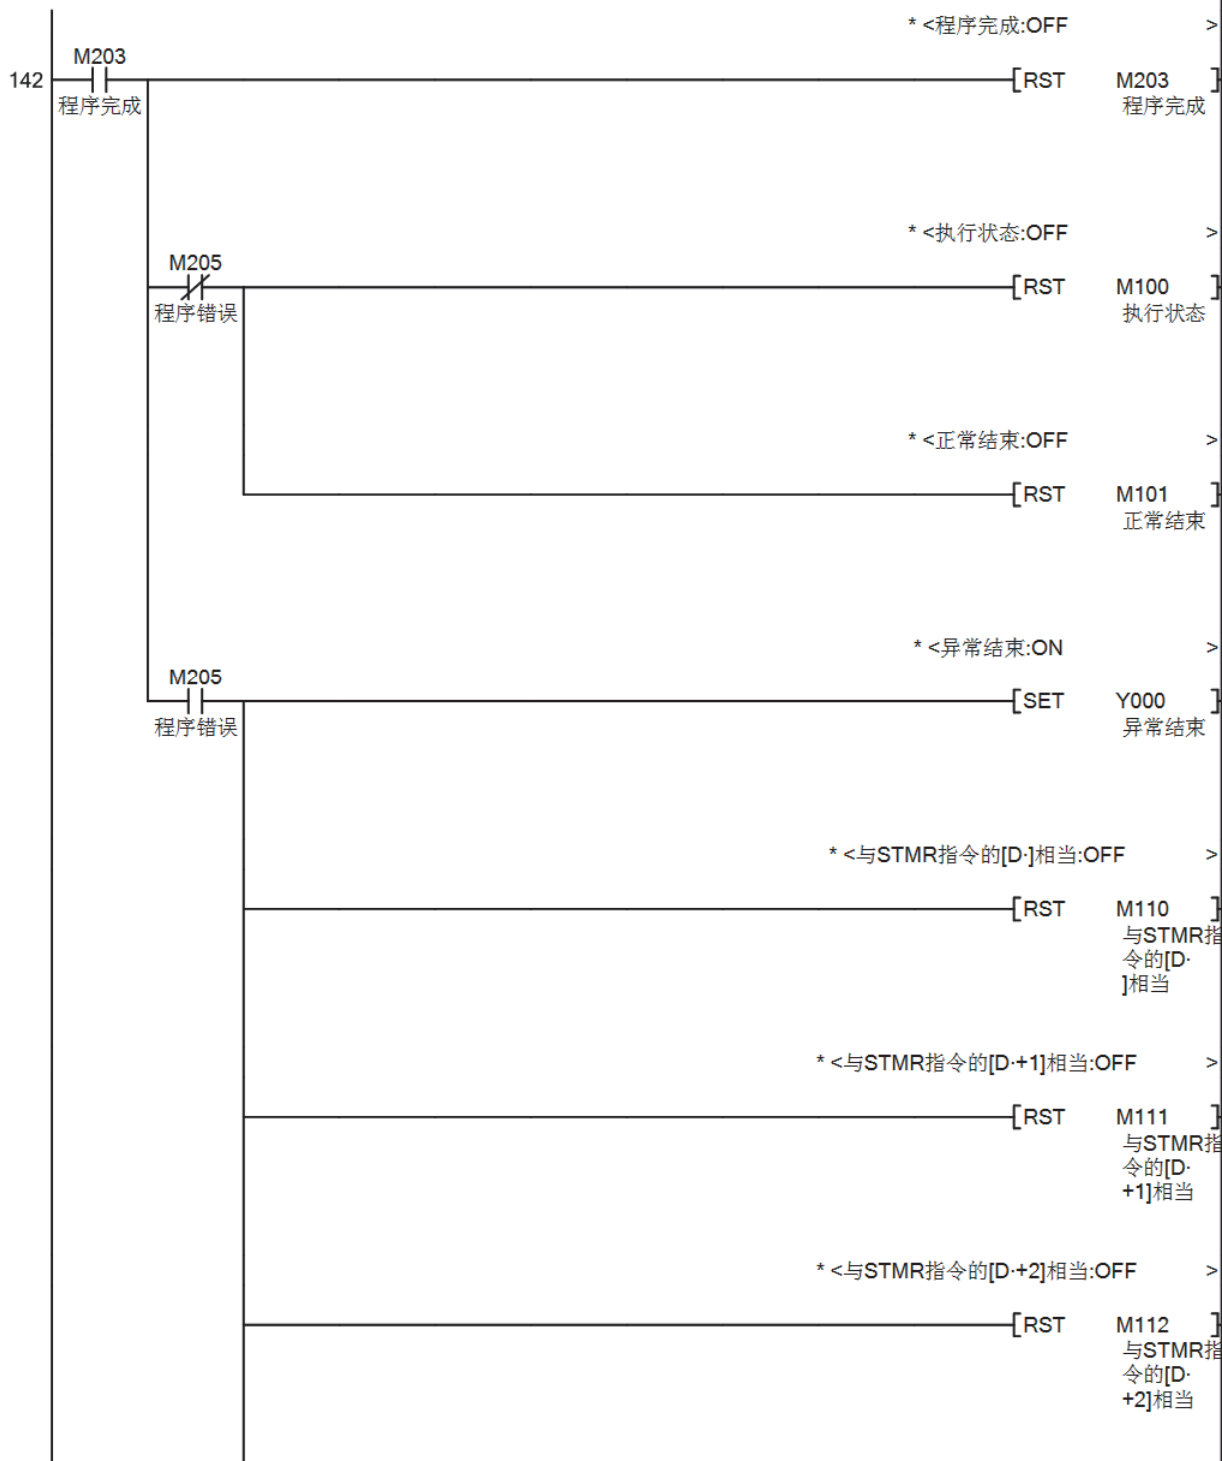 * <程序完成:OFF >
M203
142 [RST M203 ]
程序完成 程序完成
* <执行状态:OFF >
M205
[RST M100 ]
程序错误 执行状态
* <正常结束:OFF >
[RST M101 ]
正常结束
* <异常结束:ON >
M205
[SET Y000 ]
程序错误 异常结束
* <与STMR指令的[D·]相当:OFF >
[RST M110 ]
与STMR指
令的[D·
]相当
* <与STMR指令的[D·+1]相当:OFF >
[RST M111 ]
与STMR指
令的[D·
+1]相当
* <与STMR指令的[D·+2]相当:OFF >
[RST M112 ]
与STMR指
令的[D·
+2]相当